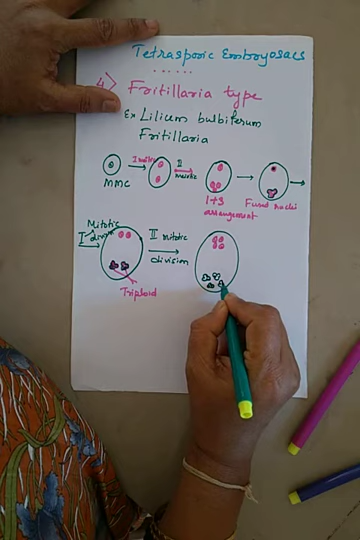 Tetrasporic Embryosacs
4> Fritillaria type
Ex Lilium bulbiferum
Fritillaria
I meiotic
II
meiotic
MMC
1+3
arrangement
Fused nuclei
Mitotic
I division
II mitotic
division
Triploid